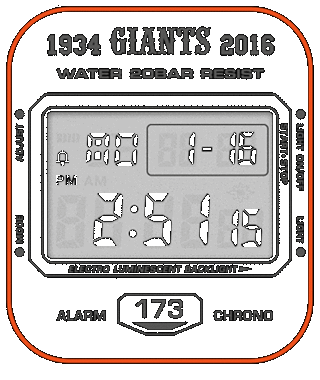 1934 GIANTS 2016
WATER 20BAR RESIST
ADJUST
MODE
LIGHT ON/OFF
START•STOP
LIGHT
MO 1-16
PM
2:51 15
ELECTRO LUMINESCENT BACKLIGHT
ALARM 173 CHRONO